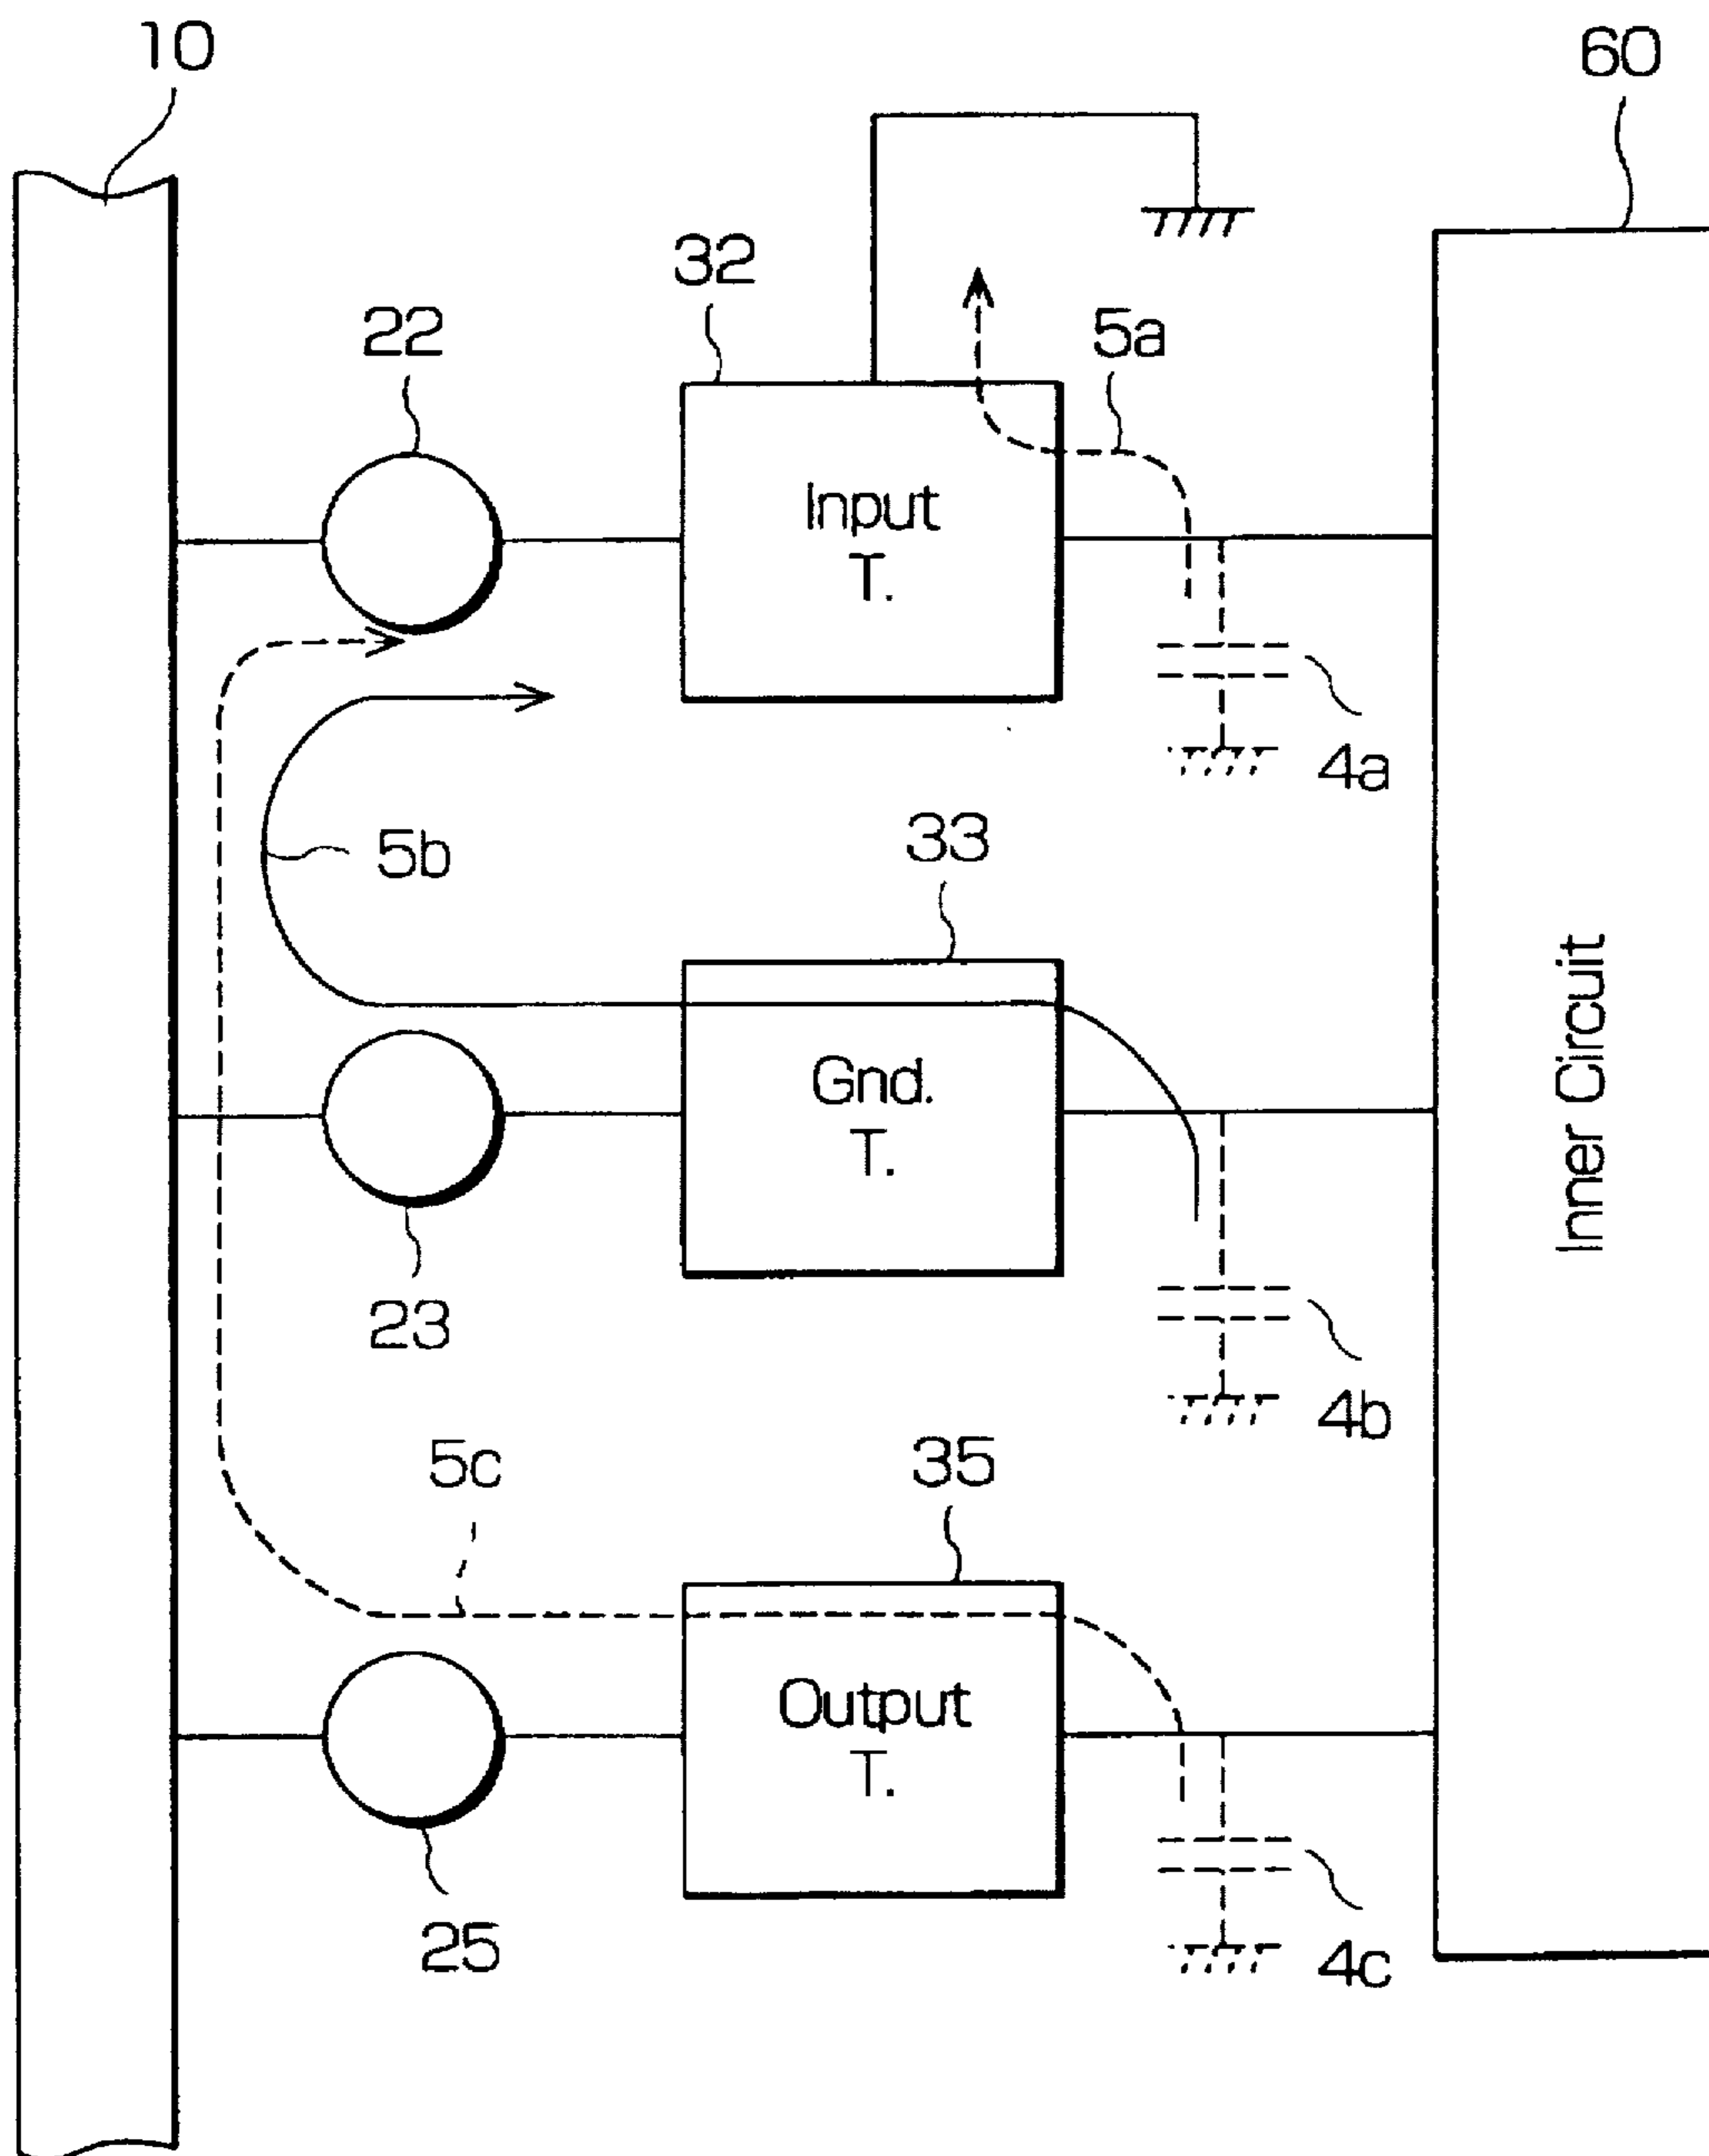 10
60
32
22
5a
Input
T.
4a
5b
33
Gnd.
T.
23
Inner Circuit
4b
5c
35
Output
T.
25
4c